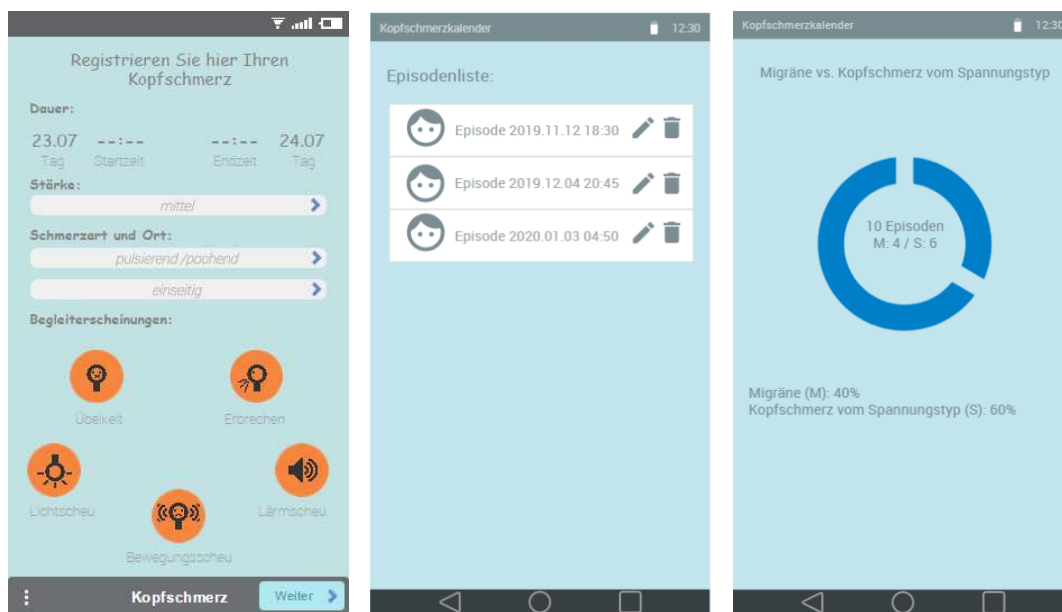 Registrieren Sie hier Ihren
Kopfschmerz
Dauer:
23.07 --:-- --:-- 24.07
Tag Startzeit Endzeit Tag
Stärke:
mittel
Schmerzart und Ort:
pulsierend /pochend
einseitig
Begleiterscheinungen:
Übelkeit Erbrechen
Lichtscheu Lärmscheu
Bewegungsscheu
Kopfschmerz Weiter
Kopfschmerzkalender 12:30
Episodenliste:
Episode 2019.11.12 18:30
Episode 2019.12.04 20:45
Episode 2020.01.03 04:50
Kopfschmerzkalender 12:30
Migräne vs. Kopfschmerz vom Spannungstyp
10 Episoden
M: 4 / S: 6
Migräne (M): 40%
Kopfschmerz vom Spannungstyp (S): 60%